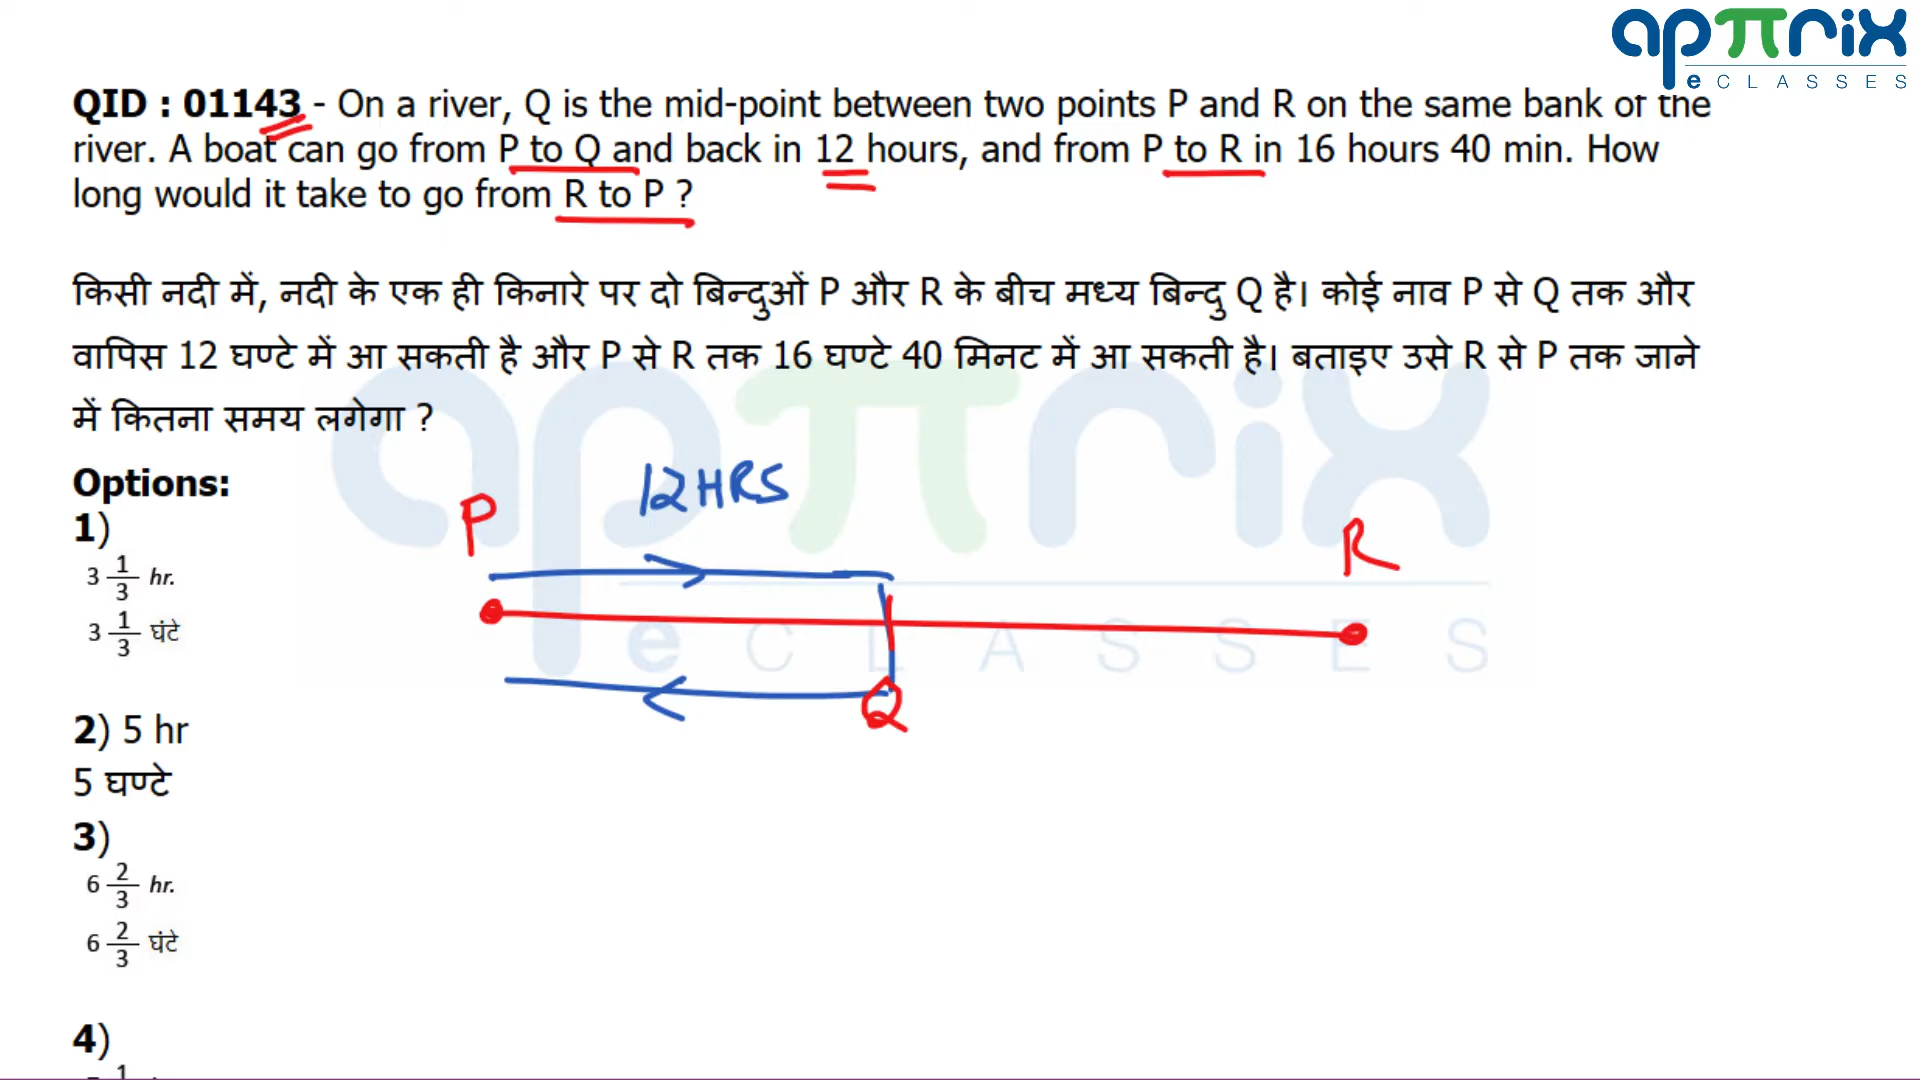 apπrix
eCLASSES
QID : 01143 - On a river, Q is the mid-point between two points P and R on the same bank of the
river. A boat can go from P to Q and back in 12 hours, and from P to R in 16 hours 40 min. How
long would it take to go from R to P ?
किसी नदी में, नदी के एक ही किनारे पर दो बिन्दुओं P और R के बीच मध्य बिन्दु Q है। कोई नाव P से Q तक और
वापिस 12 घण्टे में आ सकती है और P से R तक 16 घण्टे 40 मिनट में आ सकती है। बताइए उसे R से P तक जाने
में कितना समय लगेगा ?
apπrix
eCLASSES
Options:
1)
3 1/3 hr.
3 1/3 घंटे
12 HRS
P
R
Q
2) 5 hr
5 घण्टे
3)
6 2/3 hr.
6 2/3 घंटे
4)